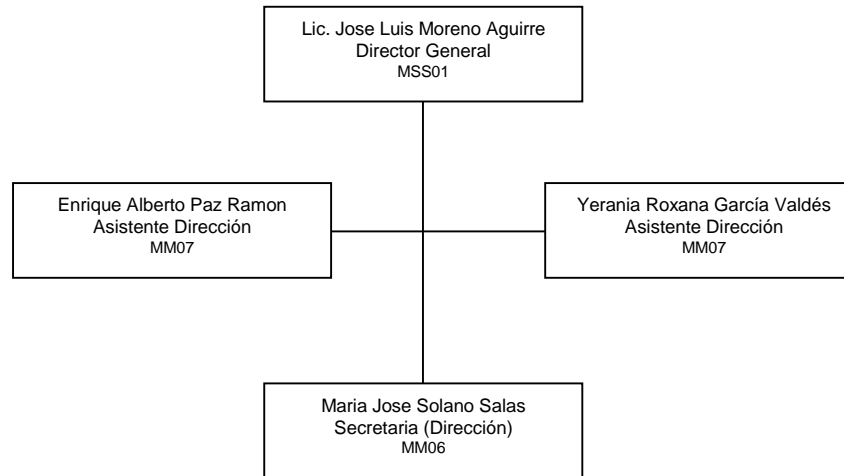 Lic. Jose Luis Moreno Aguirre
Director General
MSS01
Enrique Alberto Paz Ramon
Asistente Dirección
MM07
Yerania Roxana García Valdés
Asistente Dirección
MM07
Maria Jose Solano Salas
Secretaria (Dirección)
MM06